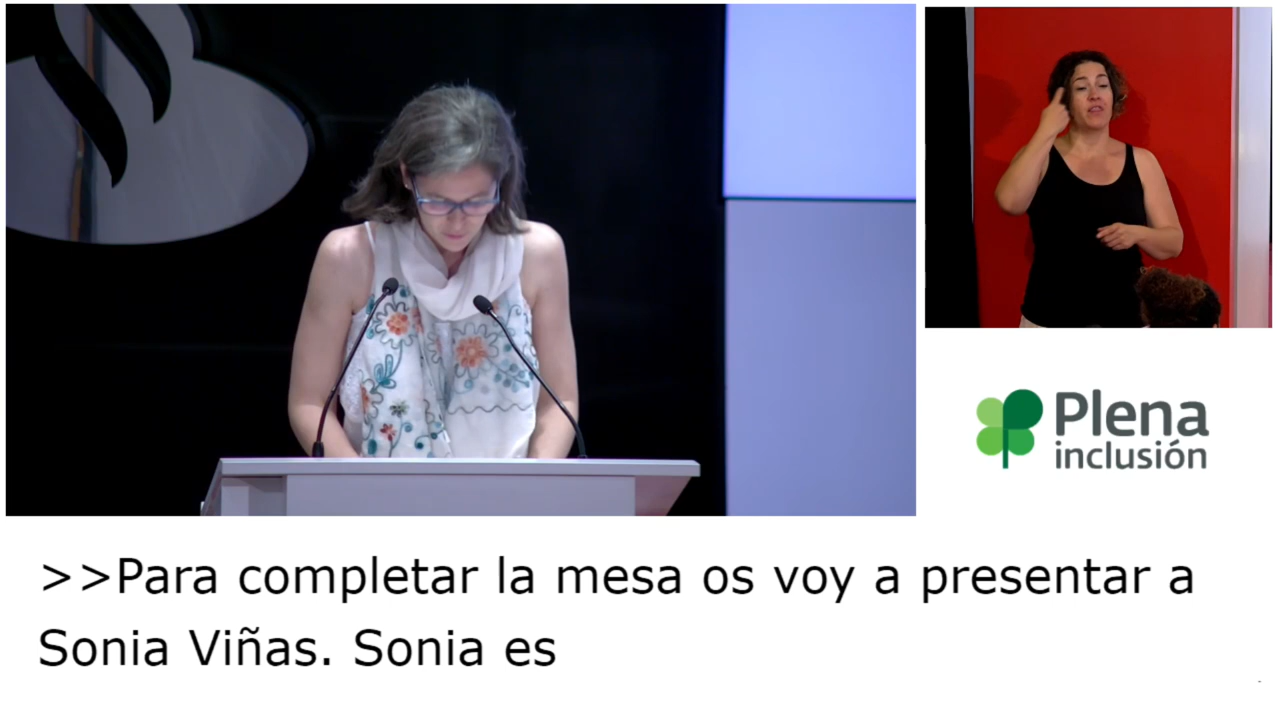 Plena
inclusión
>>Para completar la mesa os voy a presentar a
Sonia Viñas. Sonia es